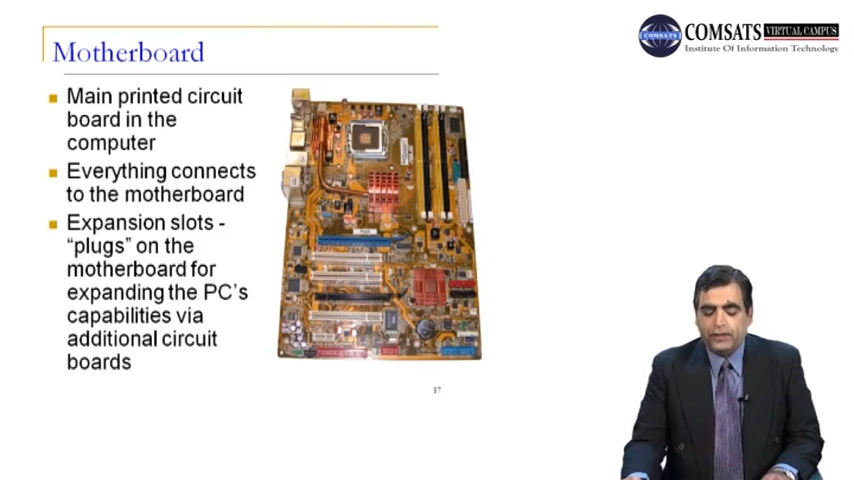 COMSATS VIRTUAL CAMPUS
COMSATS
Institute Of Information Technology
Motherboard
Main printed circuit
board in the
computer
Everything connects
to the motherboard
Expansion slots -
“plugs” on the
motherboard for
expanding the PC’s
capabilities via
additional circuit
boards
17